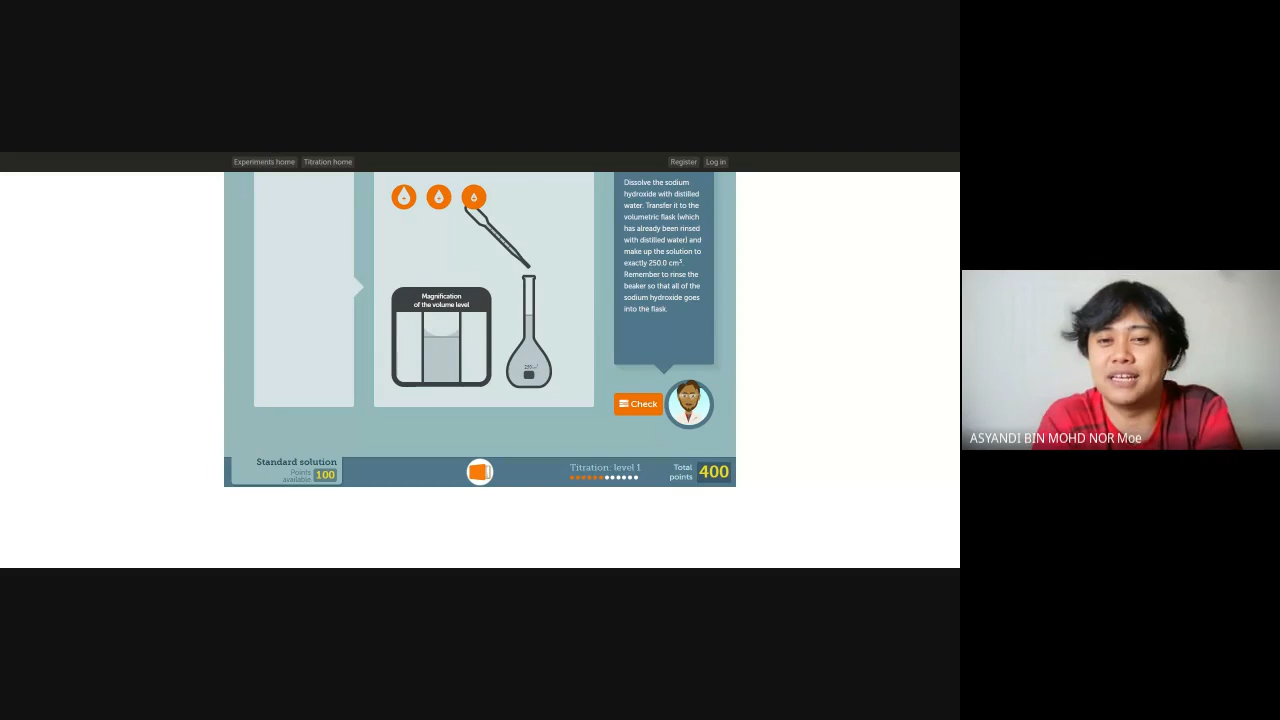 Experiments home
Titration home
Register
Log in
Dissolve the sodium
hydroxide with distilled
water. Transfer it to the
volumetric flask (which
has already been rinsed
with distilled water) and
make up the solution to
exactly 250.0 cm³.
Remember to rinse the
beaker so that all of the
sodium hydroxide goes
into the flask.
Magnification
of the volume level
Check
Standard solution
Points
available
100
Titration: level 1
Total
points
400
ASYANDI BIN MOHD NOR Moe